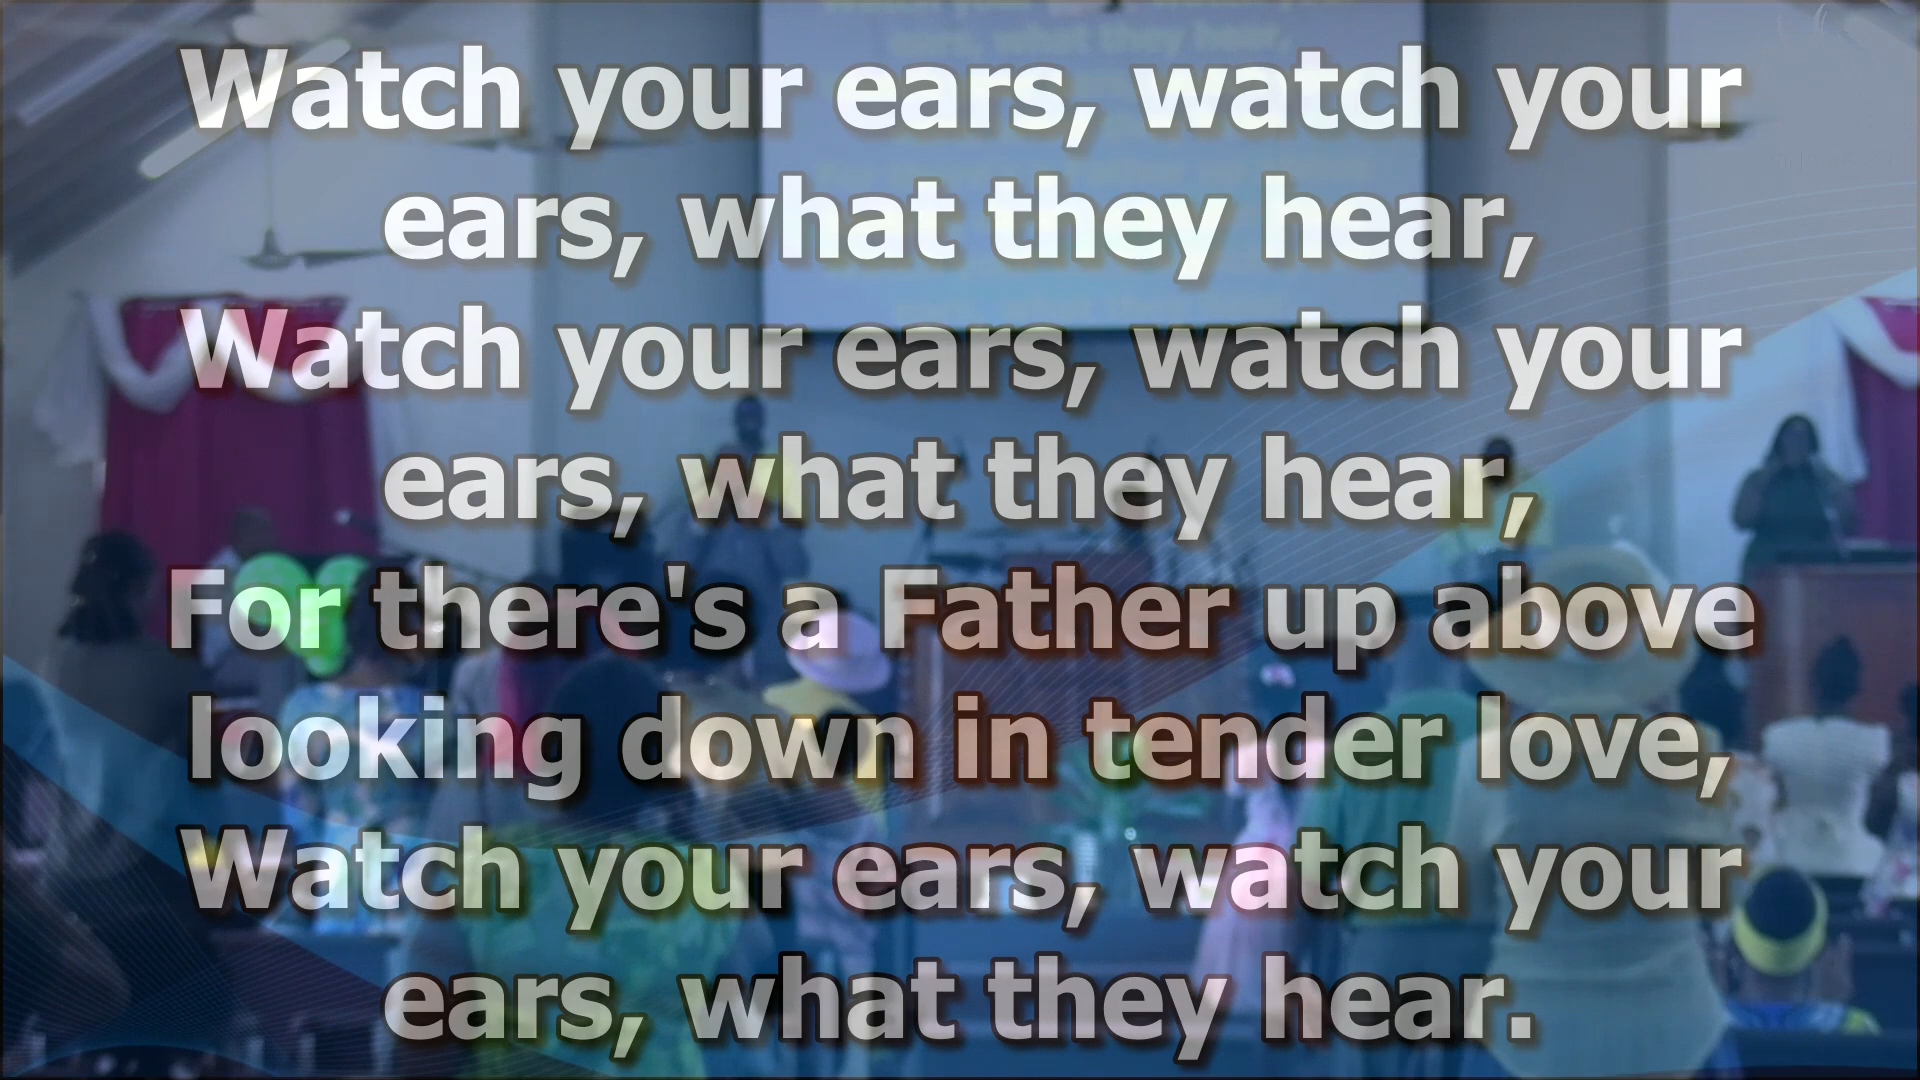 Watch your ears, watch your
ears, what they hear,
Watch your ears, watch your
ears, what they hear,
For there's a Father up above
looking down in tender love,
Watch your ears, watch your
ears, what they hear.